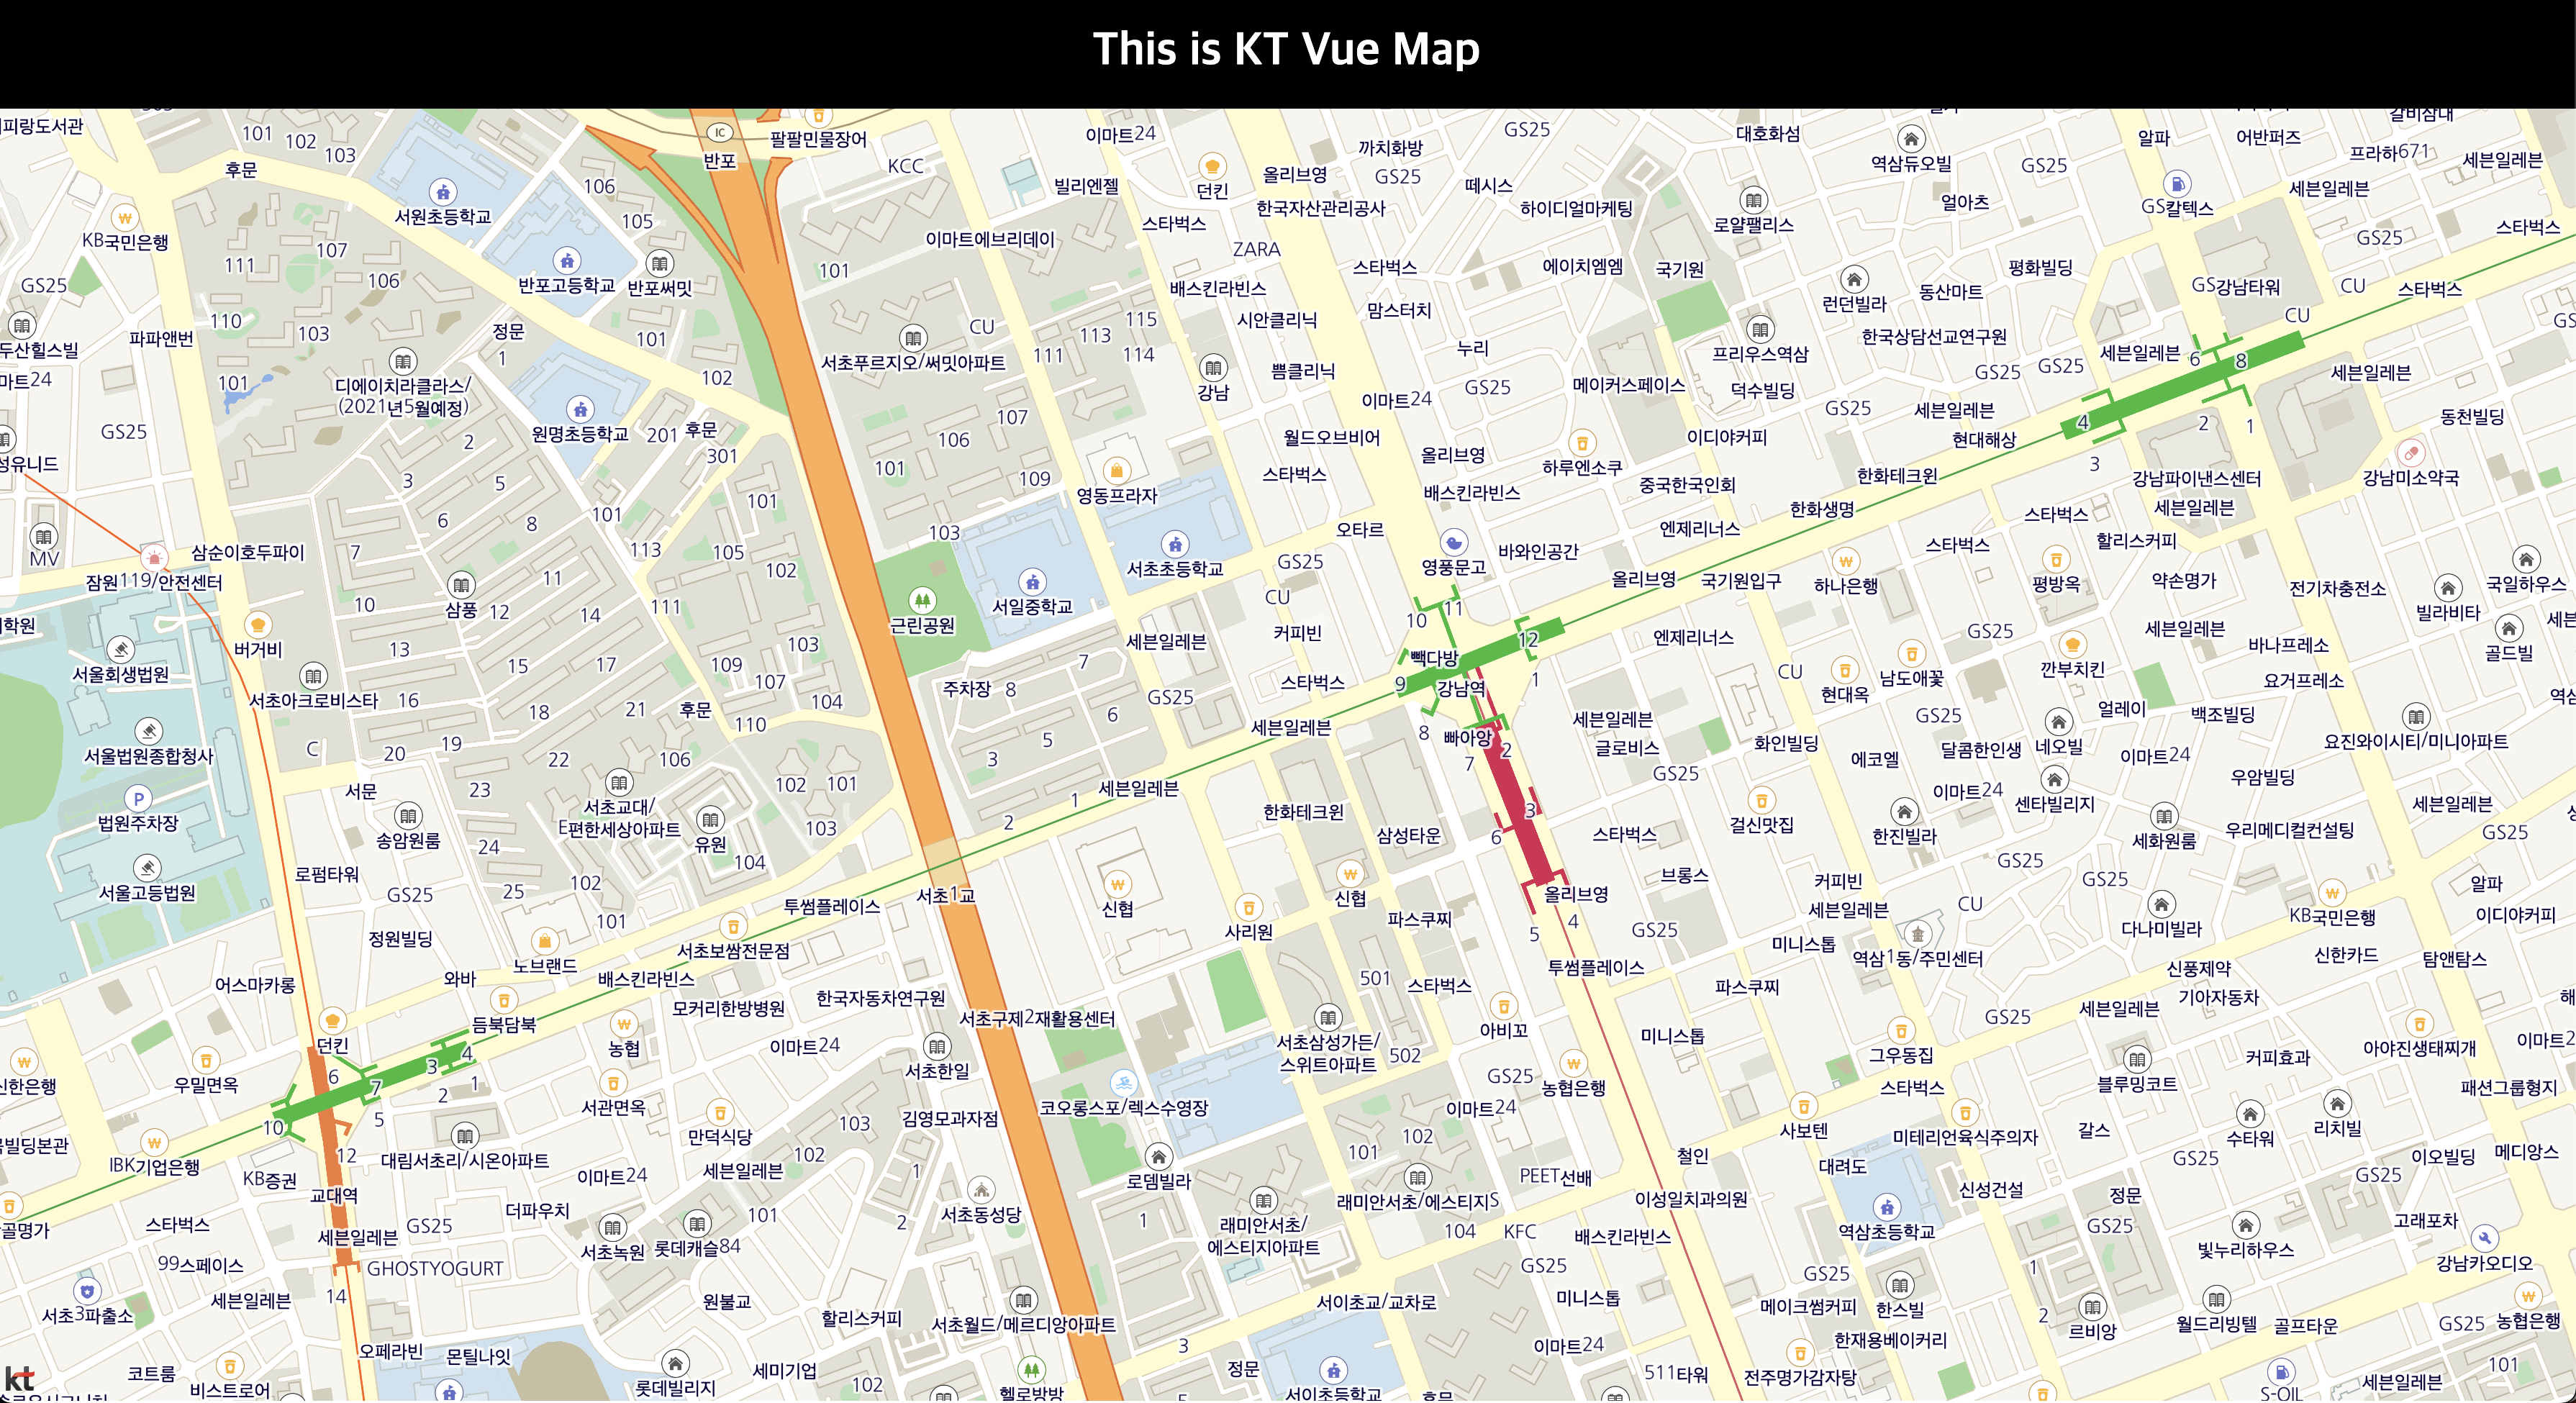 This is KT Vue Map
피랑도서관
101
102
103
후문
KB국민은행
서원초등학교
106
105
반포고등학교
반포써밋
IC
반포
팔팔민물장어
KCC
이마트24
빌리엔젤
던킨
올리브영
한국자산관리공사
까치화방
GS25
GS25
떼시스
하이디얼마케팅
대호화섬
로얄팰리스
역삼듀오빌
얼아츠
GS25
알파
어반퍼즈
프라하671
세븐일레븐
GS칼텍스
세븐일레븐
스타벅스
GS25
111
107
106
110
103
101
GS25
두산힐스빌
파파앤번
정문
1
디에이치라클라스/
(2021년5월예정)
GS25
원명초등학교
101
102
201
후문
301
101
이마트에브리데이
스타벅스
ZARA
배스킨라빈스
시안클리닉
스타벅스
맘스터치
에이치엠엠
국기원
런던빌라
동산마트
평화빌딩
GS강남타워
CU
스타벅스
CU
서초푸르지오/써밋아파트
CU
113
115
111
114
107
106
101
109
103
강남
쁨클리닉
누리
GS25
이마트24
메이커스페이스
프리우스역삼
덕수빌딩
한국상담선교연구원
세븐일레븐
6
8
GS25
GS25
세븐일레븐
GS25
세븐일레븐
현대해상
4
3
2
1
동천빌딩
강남미소약국
강남파이낸스센터
세븐일레븐
월드오브비어
올리브영
스타벅스
배스킨라빈스
하루엔소쿠
이디야커피
중국한국인회
한화테크윈
한화생명
엔제리너스
영동프라자
서초초등학교
서일중학교
근린공원
오타르
GS25
CU
영풍문고
바와인공간
올리브영
국기원입구
하나은행
스타벅스
스타벅스
할리스커피
평방옥
약손명가
전기차충전소
국일하우스
빌라비타
골드빌
MV
삼순이호두파이
잠원119/안전센터
버거비
서울회생법원
서초아크로비스타
서울법원종합청사
법원주차장
서울고등법원
2
3
5
6
8
7
11
10
12
14
13
15
17
16
18
21
20
19
22
23
24
25
삼풍
101
113
105
102
111
109
107
103
104
110
후문
106
102
101
103
104
서초교대/
E편한세상아파트
유원
102
101
C
서문
송암원룸
로펌타워
GS25
정원빌딩
주차장
8
7
6
5
3
1
2
세븐일레븐
GS25
커피빈
스타벅스
세븐일레븐
세븐일레븐
10
11
12
빽다방
9
강남역
1
8
빠아앙
2
7
3
6
올리브영
4
5
엔제리너스
GS25
CU
현대옥
남도애꽃
깐부치킨
세븐일레븐
바나프레소
요거프레소
얼레이
백조빌딩
요진와이시티/미니아파트
세븐일레븐
글로비스
화인빌딩
GS25
에코엘
GS25
달콤한인생
네오빌
이마트24
우암빌딩
이마트24
센타빌리지
세븐일레븐
GS25
한화테크윈
삼성타운
스타벅스
걸신맛집
한진빌라
세화원룸
우리메디컬컨설팅
GS25
GS25
알파
이디야커피
서초1교
투썸플레이스
서초보쌈전문점
노브랜드
와바
배스킨라빈스
모커리한방병원
한국자동차연구원
서초구제2재활용센터
신협
사리원
신협
파스쿠찌
브롱스
커피빈
세븐일레븐
CU
다나미빌라
KB국민은행
GS25
미니스톱
역삼1동/주민센터
신풍제약
신한카드
탐앤탐스
어스마카롱
듬북담북
농협
이마트24
서초한일
501
502
스타벅스
서초삼성가든/
스위트아파트
투썸플레이스
파스쿠찌
아비꼬
미니스톱
GS25
세븐일레븐
기아자동차
그우동집
커피효과
아야진생태찌개
던킨
6
7
3
4
1
2
5
10
12
교대역
14
우밀면옥
IBK기업은행
KB증권
대림서초리/시온아파트
서관면옥
만덕식당
세븐일레븐
이마트24
김영모과자점
103
102
101
1
2
코오롱스포/렉스수영장
로뎀빌라
GS25
농협은행
이마트24
101
102
래미안서초/에스티지S
104
래미안서초/
에스티지아파트
KFC
PEET선배
배스킨라빈스
철인
이성일치과의원
사보텐
스타벅스
미테리언육식주의자
블루밍코트
갈스
수타워
리치빌
패션그룹형지
대려도
신성건설
역삼초등학교
GS25
정문
GS25
GS25
이오빌딩
메디앙스
고래포차
빛누리하우스
강남카오디오
스타벅스
세븐일레븐
GS25
더파우치
99스페이스
GHOSTYOGURT
서초녹원
롯데캐슬84
서초동성당
서초3파출소
세븐일레븐
원불교
할리스커피
서초월드/메르디앙아파트
1
3
서이초교/교차로
GS25
미니스톱
이마트24
GS25
메이크썸커피
한스빌
한재용베이커리
1
2
르비앙
월드리빙텔
골프타운
GS25
농협은행
kt
코트룸
비스트로어
오페라빈
몬틸나잇
롯데빌리지
세미기업
102
헬로방방
정문
서이초등학교
511타워
전주명가감자탕
S-OIL
세븐일레븐
101